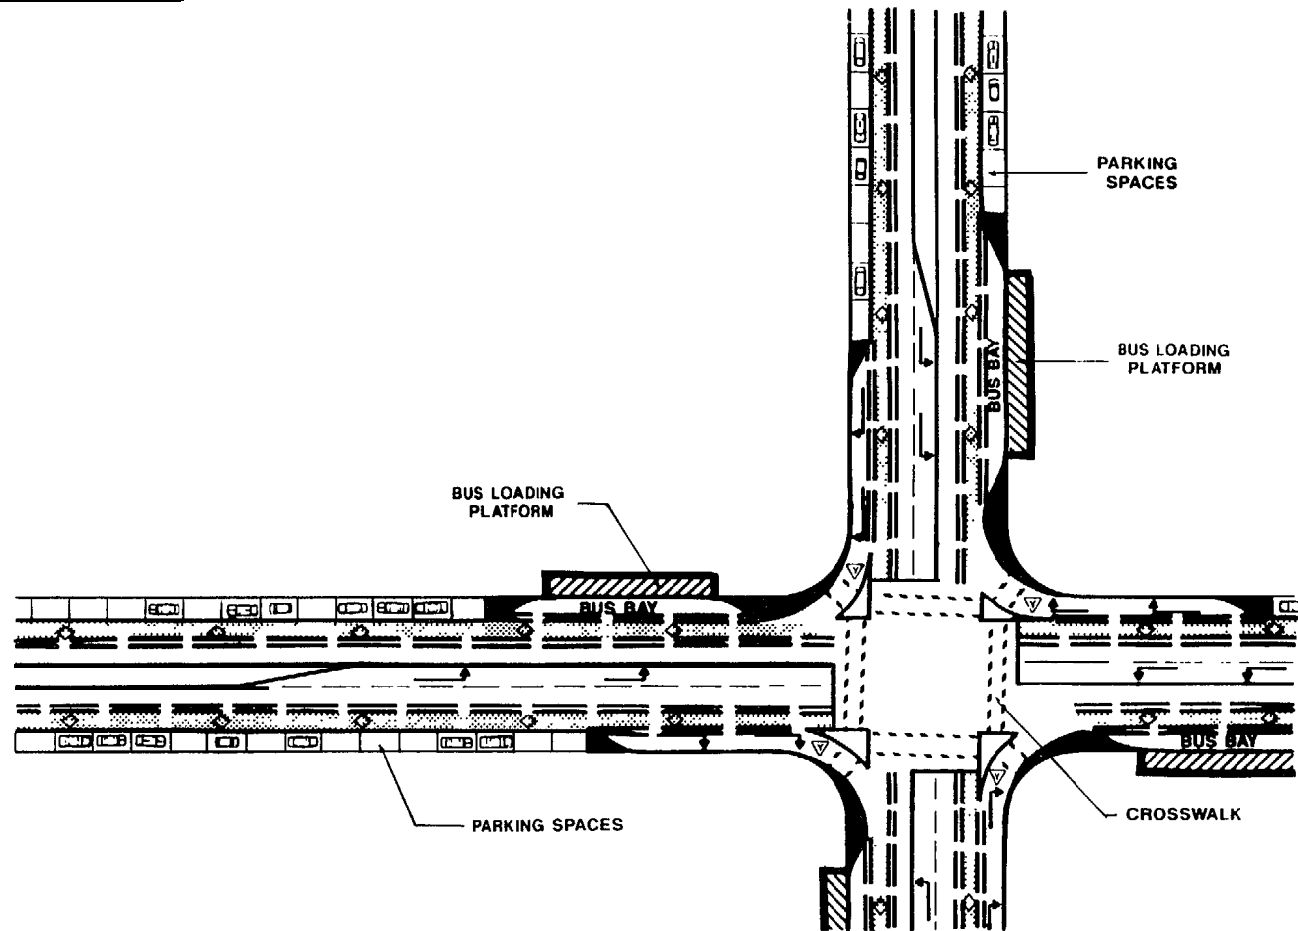 PARKING
SPACES
BUS LOADING
PLATFORM
BUS BAY
BUS LOADING
PLATFORM
BUS BAY
BUS BAY
PARKING SPACES
CROSSWALK